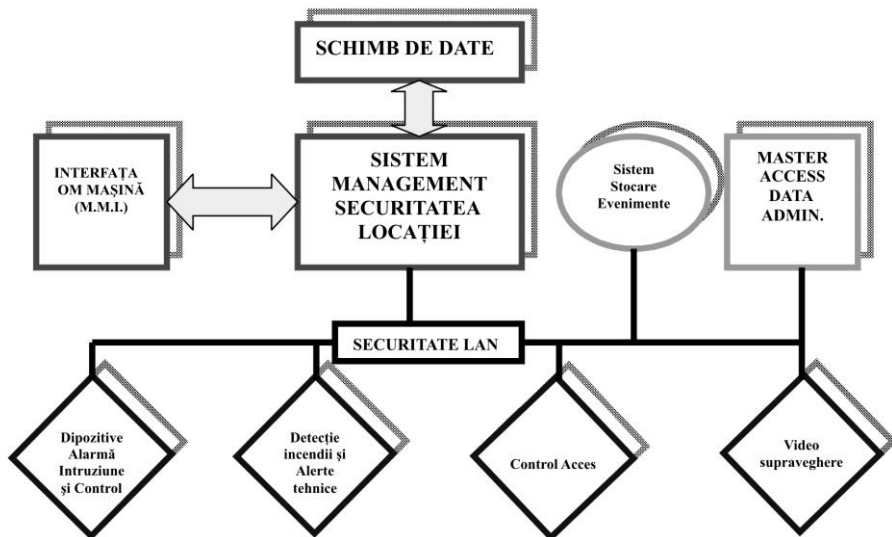 SCHIMB DE DATE
INTERFAȚA
OM MAȘINĂ
(M.M.I.)
SISTEM
MANAGEMENT
SECURITATEA
LOCAȚIEI
Sistem
Stocare
Evenimente
MASTER
ACCESS
DATA
ADMIN.
SECURITATE LAN
Dipozitive
Alarmă
Intruziune
și Control
Detecție
incendii și
Alerte
tehnice
Control Acces
Video
supraveghere